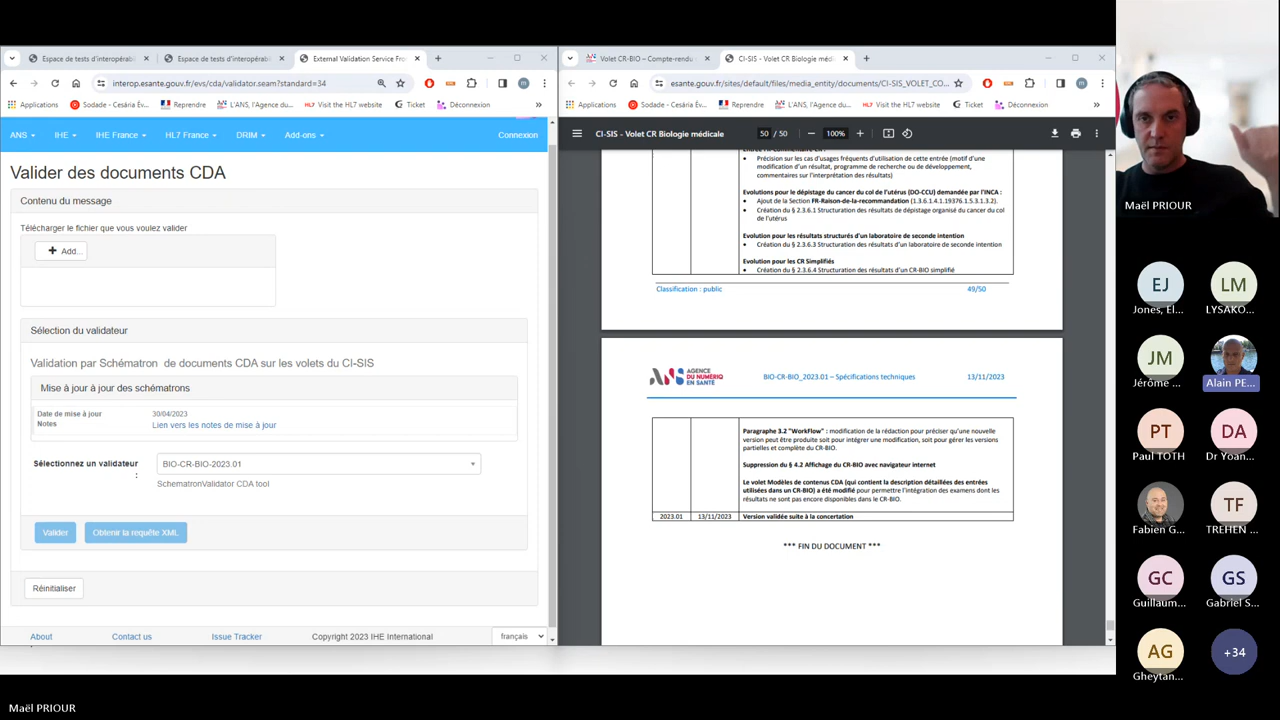 Espace de tests d'interopérabi
Espace de tests d'interopérabi
External Validation Service Fro
interop.esante.gouv.fr/evs/cda/validator.seam?standard=34
Applications
Sodade - Cesária Év...
Reprendre
L'ANS, l'Agence du...
HL7 Visit the HL7 website
Ticket
Déconnexion
»
ANS
IHE
IHE France
HL7 France
DRIM
Add-ons
Connexion
Valider des documents CDA
Contenu du message
Télécharger le fichier que vous voulez valider
Add...
Sélection du validateur
Validation par Schématron de documents CDA sur les volets du CI-SIS
Mise à jour à jour des schématrons
Date de mise à jour 30/04/2023
Notes Lien vers les notes de mise à jour
Sélectionnez un validateur
:
BIO-CR-BIO-2023.01
SchematronValidator CDA tool
Valider
Obtenir la requête XML
Réinitialiser
About
Contact us
Issue Tracker
Copyright 2023 IHE International
français
Volet CR-BIO – Compte-rendu
CI-SIS - Volet CR Biologie médic
esante.gouv.fr/sites/default/files/media_entity/documents/CI-SIS_VOLET_CO...
Applications
Sodade - Cesária Év...
Reprendre
L'ANS, l'Agence du...
HL7 Visit the HL7 website
Ticket
Déconnexion
»
CI-SIS - Volet CR Biologie médicale
50 / 50
100%
• Précision sur les cas d'usages fréquents d'utilisation de cette entrée (motif d'une
modification d'un résultat, programme de recherche ou de développement,
commentaires sur l'interprétation des résultats)
Evolutions pour le dépistage du cancer du col de l'utérus (DO-CCU) demandée par l'INCA :
• Ajout de la Section FR-Raison-de-la-recommandation (1.3.6.1.4.1.19376.1.5.3.1.3.2).
• Création du § 2.3.6.1 Structuration des résultats de dépistage organisé du cancer du col
de l'utérus
Evolution pour les résultats structurés d'un laboratoire de seconde intention
• Création du § 2.3.6.3 Structuration des résultats d'un laboratoire de seconde intention
Evolution pour les CR Simplifiés
• Création du § 2.3.6.4 Structuration des résultats d'un CR-BIO simplifié
Classification : public
49/50
AGENCE
DU NUMÉRIQUE
EN SANTÉ
BIO-CR-BIO_2023.01 – Spécifications techniques
13/11/2023
Paragraphe 3.2 "WorkFlow" : modification de la rédaction pour préciser qu'une nouvelle
version peut être produite soit pour intégrer une modification, soit pour gérer les versions
partielles et complète du CR-BIO.
Suppression du § 4.2 Affichage du CR-BIO avec navigateur internet
Le volet Modèles de contenus CDA (qui contient la description détaillées des entrées
utilisées dans un CR-BIO) a été modifié pour permettre l'intégration des examens dont les
résultats ne sont pas encore disponibles dans le CR-BIO.
2023.01 13/11/2023 Version validée suite à la concertation
*** FIN DU DOCUMENT ***
Maël PRIOUR
EJ
Jones, El...
LM
LYSAKO...
JM
Jérôme ...
Alain PE...
PT
Paul TOTH
DA
Dr Yoan...
Fabien G...
TF
TREHEN ...
GC
Guillaum...
GS
Gabriel S...
AG
Gheytan...
+34
Maël PRIOUR